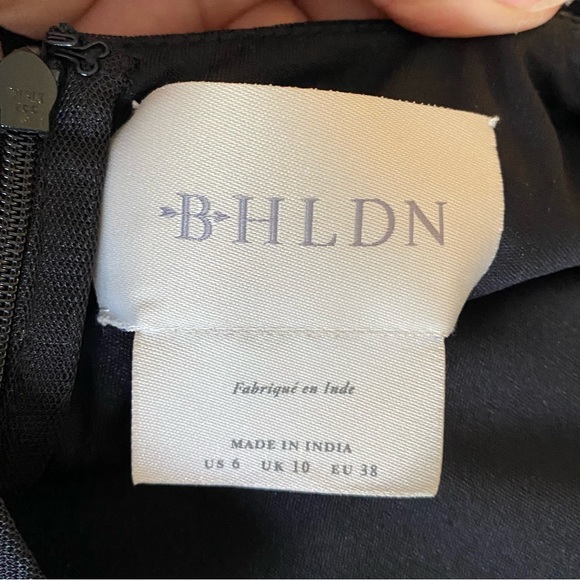 BHLDN
Fabriqué en Inde
MADE IN INDIA
US 6 UK 10 EU 38